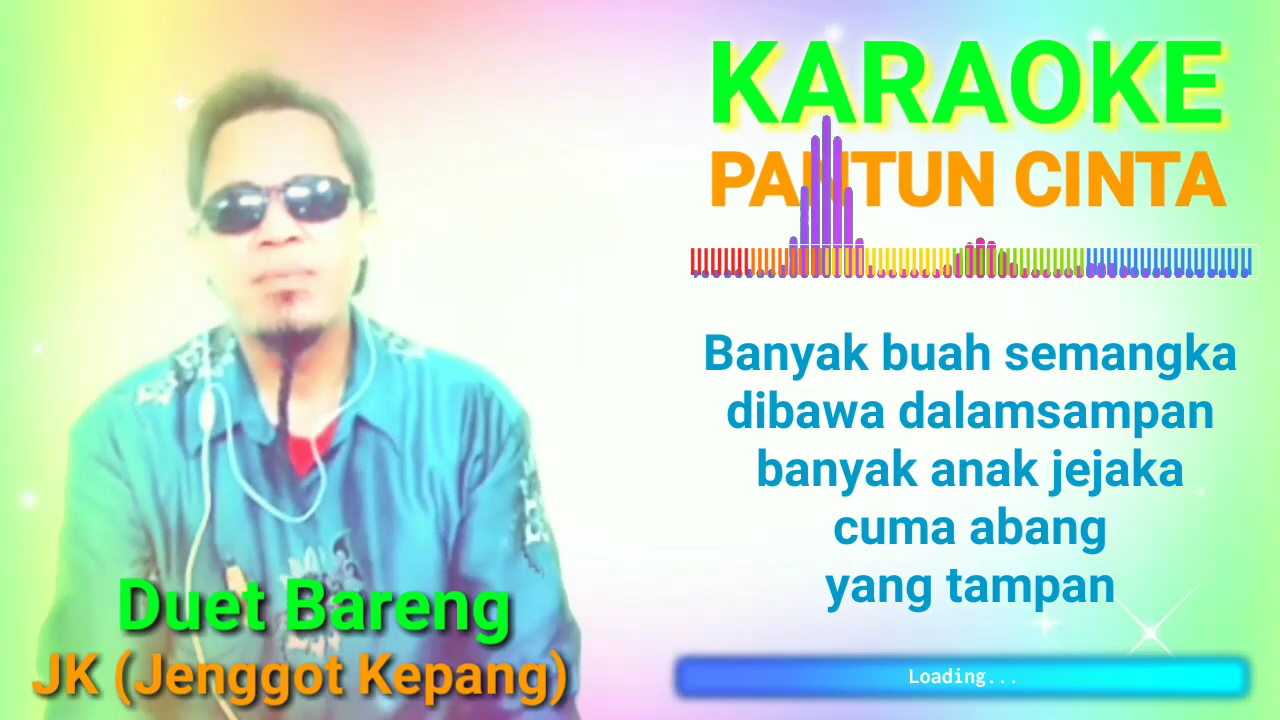 KARAOKE
PANTUN CINTA
Banyak buah semangka
dibawa dalamsampan
banyak anak jejaka
cuma abang
yang tampan
Duet Bareng
JK (Jenggot Kepang)
Loading...